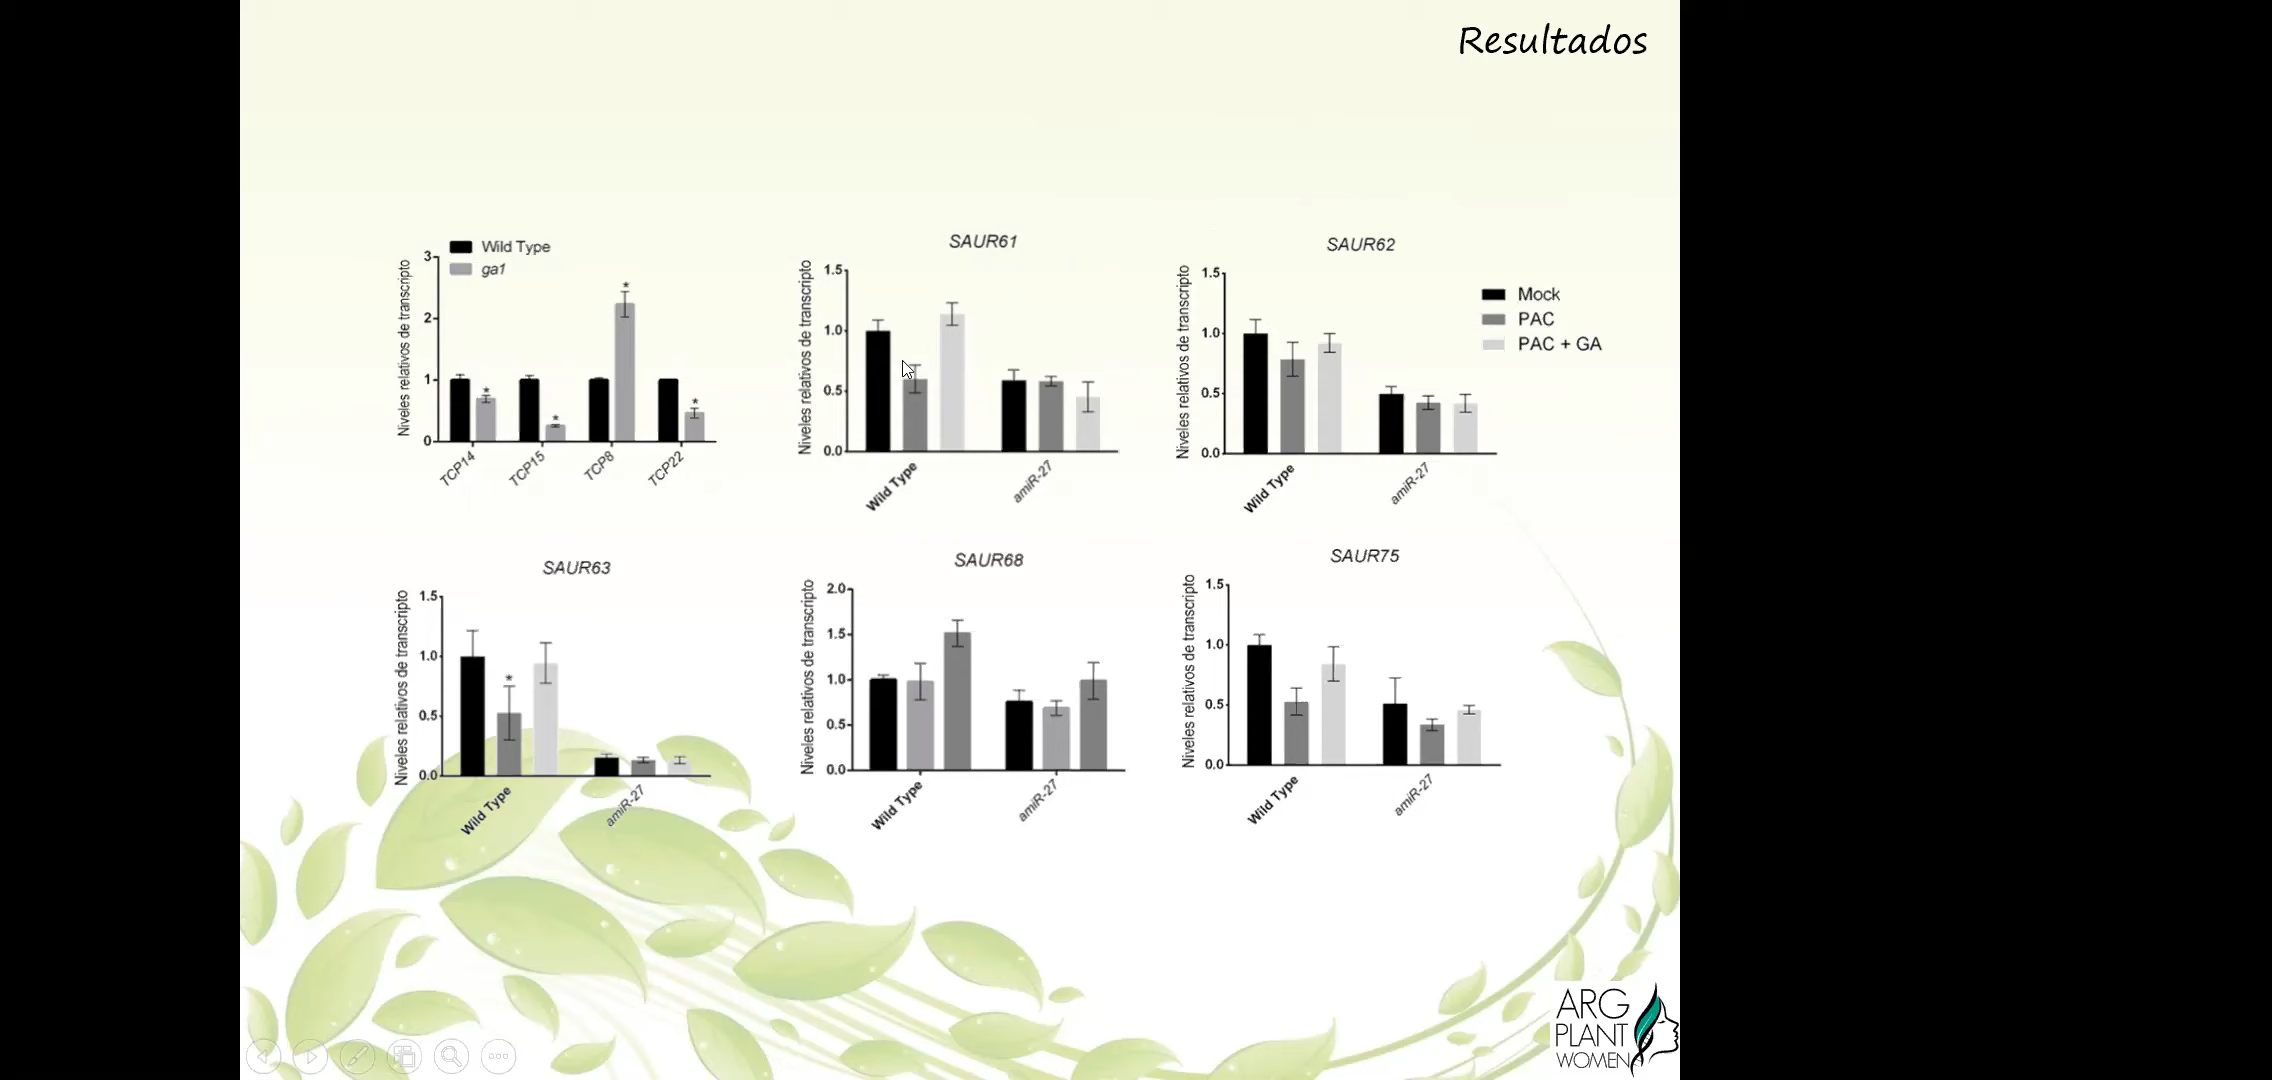 Resultados
Wild Type
ga1
Niveles relativos de transcripto
3
2
1
0
TCP14
TCP15
TCP8
TCP22
*
*
*
*
SAUR61
Niveles relativos de transcripto
1.5
1.0
0.5
0.0
Wild Type
amiR-27
SAUR62
Niveles relativos de transcripto
1.5
1.0
0.5
0.0
Wild Type
amiR-27
Mock
PAC
PAC + GA
SAUR63
Niveles relativos de transcripto
1.5
1.0
0.5
0.0
*
Wild Type
amiR-27
SAUR68
Niveles relativos de transcripto
2.0
1.5
1.0
0.5
0.0
Wild Type
amiR-27
SAUR75
Niveles relativos de transcripto
1.5
1.0
0.5
0.0
Wild Type
amiR-27
ARG
PLANT
WOMEN